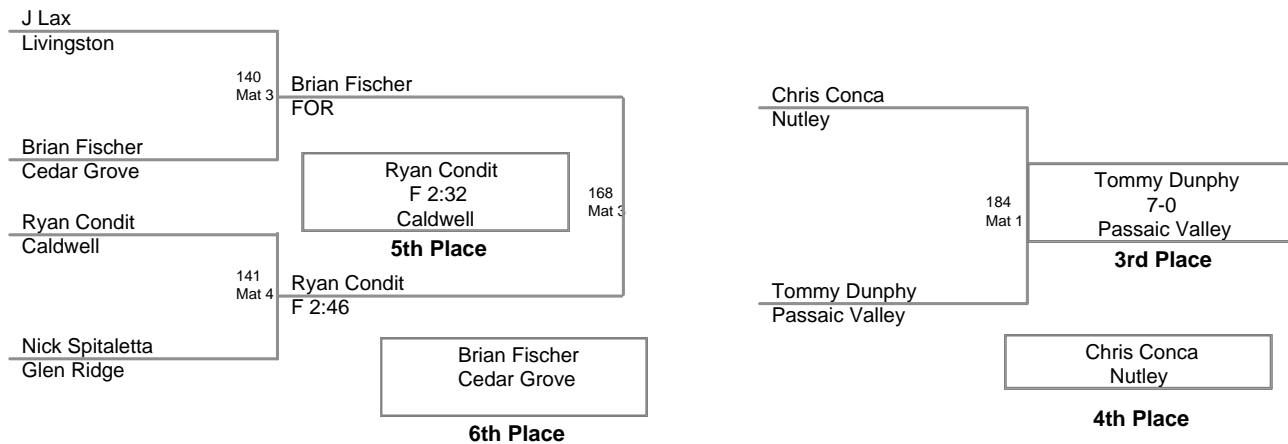 J Lax
Livingston
140
Mat 3
Brian Fischer
FOR
Brian Fischer
Cedar Grove
Ryan Condit
F 2:32
Caldwell
5th Place
168
Mat 3
Ryan Condit
Caldwell
141
Mat 4
Ryan Condit
F 2:46
Nick Spitaletta
Glen Ridge
Brian Fischer
Cedar Grove
6th Place
Chris Conca
Nutley
184
Mat 1
Tommy Dunphy
7-0
Passaic Valley
3rd Place
Tommy Dunphy
Passaic Valley
Chris Conca
Nutley
4th Place